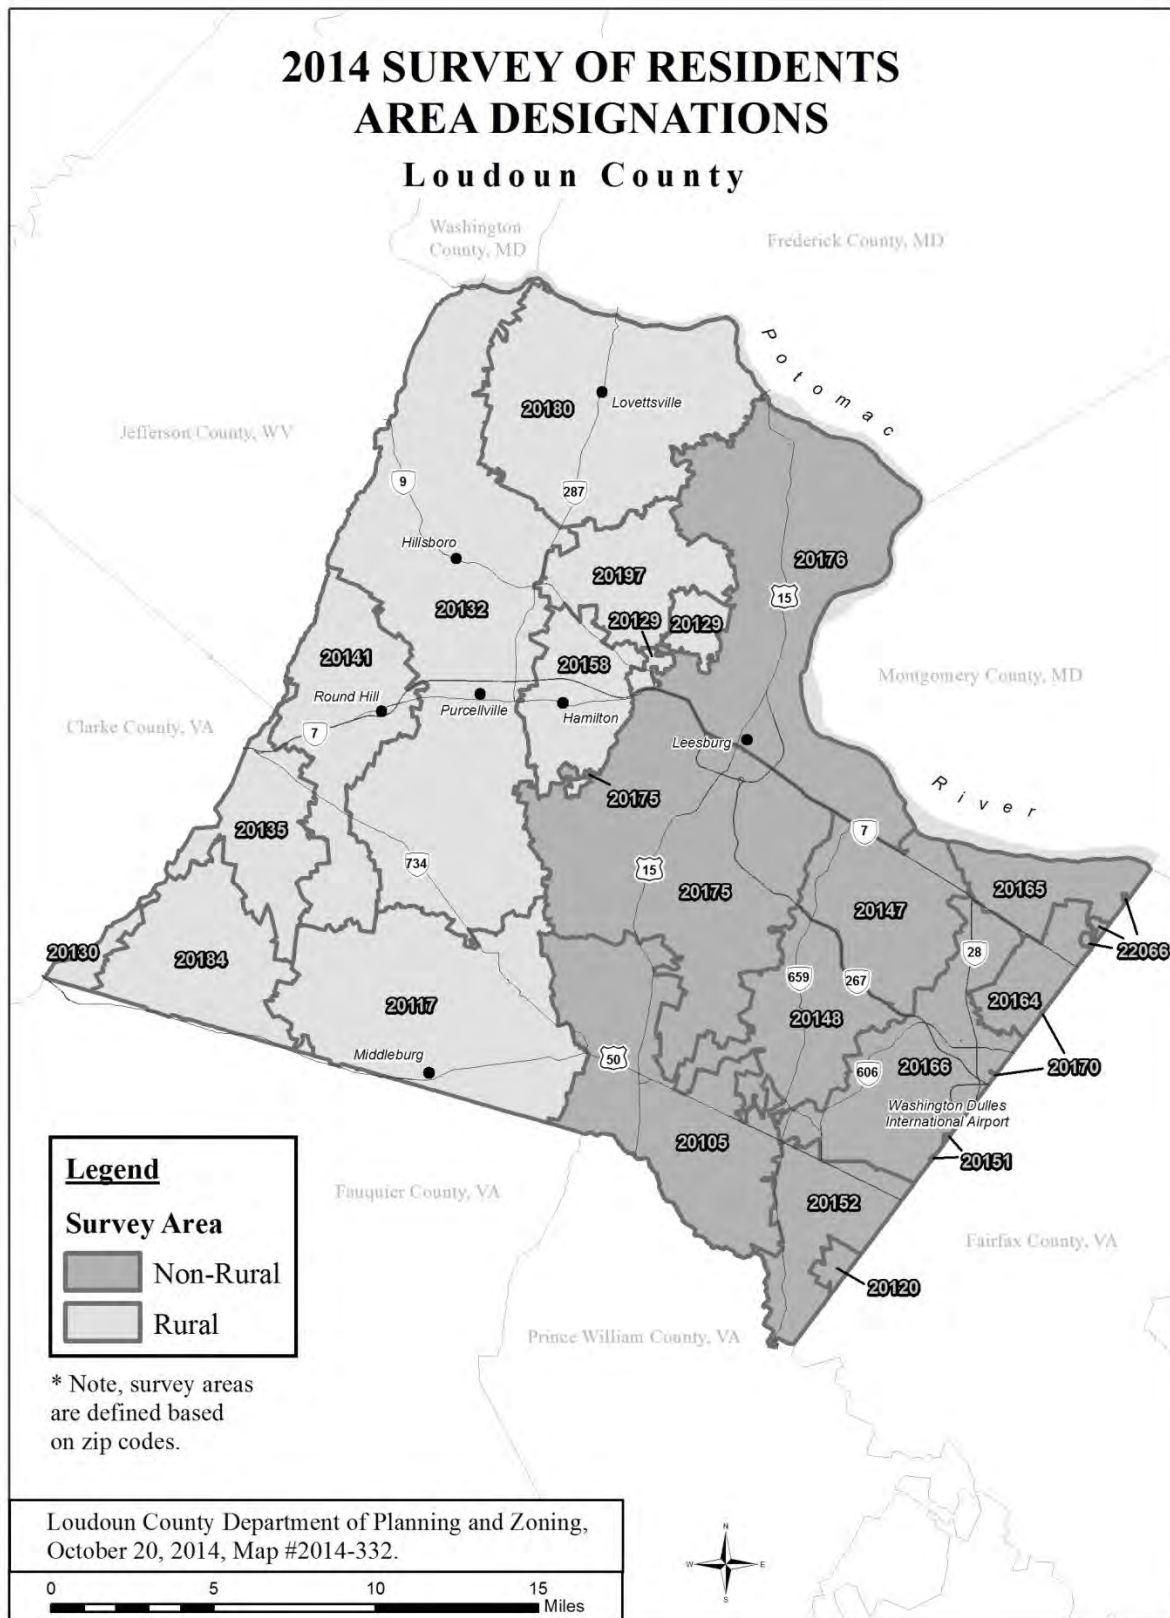 2014 SURVEY OF RESIDENTS
AREA DESIGNATIONS
Loudoun County
Washington
County, MD
Frederick County, MD
Potomac
20180
Lovettsville
Jefferson County, WV
9
287
Hillsboro
20176
20197
15
20132
20129
20129
20141
20158
Montgomery County, MD
Round Hill
Purcellville
Hamilton
Clarke County, VA
7
Leesburg
20175
River
20135
7
734
15
20175
20165
20147
20130
20184
22066
28
659
267
20164
20117
20148
Middleburg
50
606
20166
20170
Washington Dulles
International Airport
20105
20151
Legend
Fauquier County, VA
20152
Survey Area
Fairfax County, VA
Non-Rural
20120
Rural
Prince William County, VA
* Note, survey areas
are defined based
on zip codes.
Loudoun County Department of Planning and Zoning,
October 20, 2014, Map #2014-332.
N
W E
S
0 5 10 15
Miles